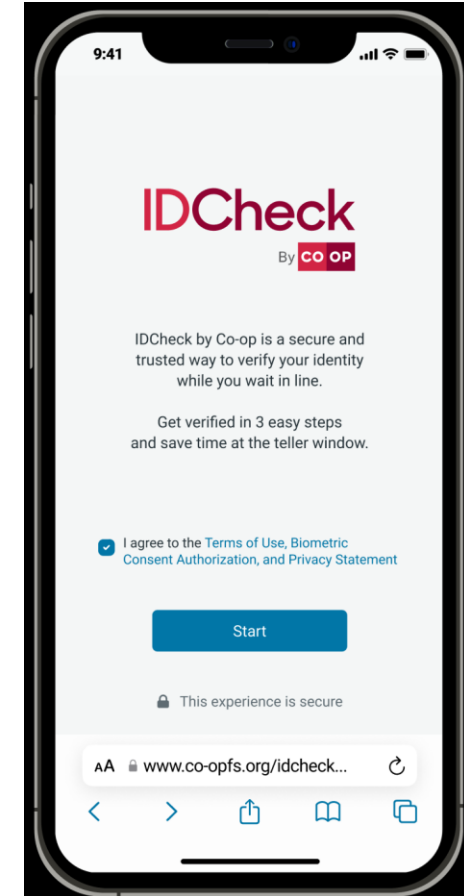 9:41
IDCheck
By CO OP
IDCheck by Co-op is a secure and
trusted way to verify your identity
while you wait in line.
Get verified in 3 easy steps
and save time at the teller window.
I agree to the Terms of Use, Biometric
Consent Authorization, and Privacy Statement
Start
This experience is secure
AA www.co-opfs.org/idcheck...